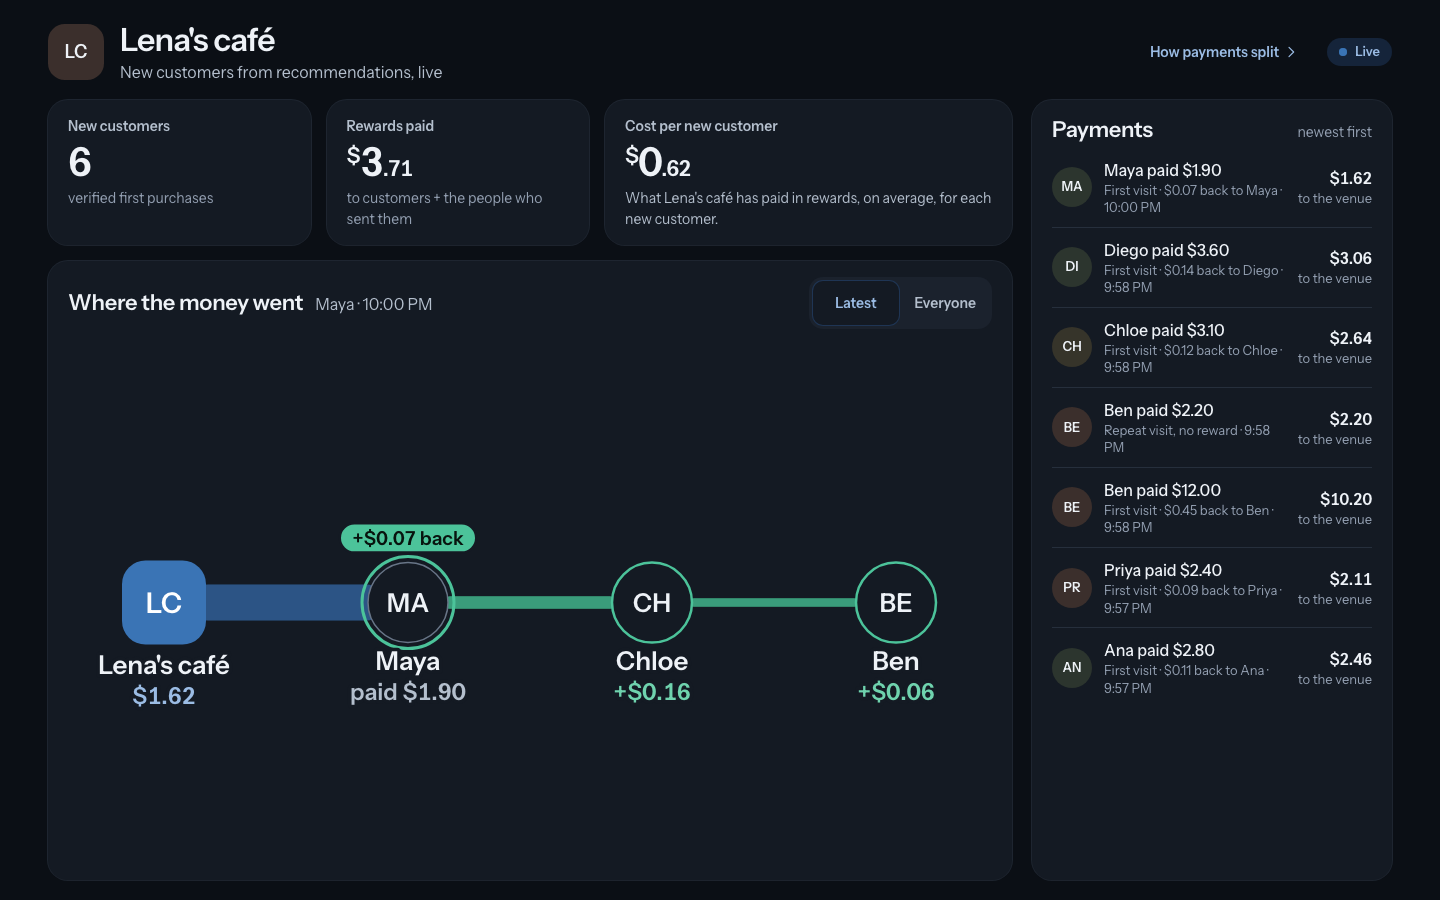 LC
Lena's café
New customers from recommendations, live
How payments split
Live
New customers
6
verified first purchases
Rewards paid
$3.71
to customers + the people who
sent them
Cost per new customer
$0.62
What Lena's café has paid in rewards, on average, for each
new customer.
Where the money went
Maya · 10:00 PM
Latest
Everyone
+$0.07 back
LC
MA
CH
BE
Lena's café
Maya
Chloe
Ben
$1.62
paid $1.90
+$0.16
+$0.06
Payments
newest first
MA
Maya paid $1.90
First visit · $0.07 back to Maya ·
10:00 PM
$1.62
to the venue
DI
Diego paid $3.60
First visit · $0.14 back to Diego ·
9:58 PM
$3.06
to the venue
CH
Chloe paid $3.10
First visit · $0.12 back to Chloe ·
9:58 PM
$2.64
to the venue
BE
Ben paid $2.20
Repeat visit, no reward · 9:58
PM
$2.20
to the venue
BE
Ben paid $12.00
First visit · $0.45 back to Ben ·
9:58 PM
$10.20
to the venue
PR
Priya paid $2.40
First visit · $0.09 back to Priya ·
9:57 PM
$2.11
to the venue
AN
Ana paid $2.80
First visit · $0.11 back to Ana ·
9:57 PM
$2.46
to the venue